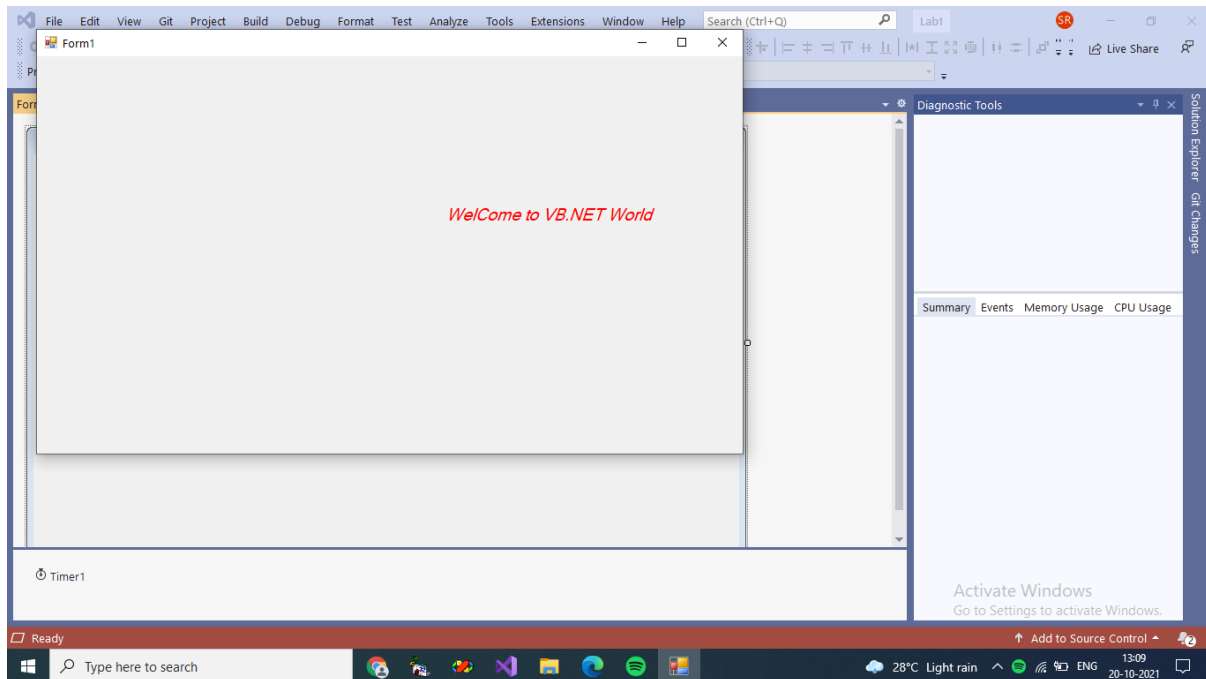 File Edit View Git Project Build Debug Format Test Analyze Tools Extensions Window Help Search (Ctrl+Q) Lab1 SR
Form1
Live Share
Diagnostic Tools
Solution Explorer
Git Changes
WelCome to VB.NET World
Summary Events Memory Usage CPU Usage
Timer1
Activate Windows
Go to Settings to activate Windows.
Ready
Add to Source Control
2
Type here to search
28°C Light rain
ENG
13:09
20-10-2021